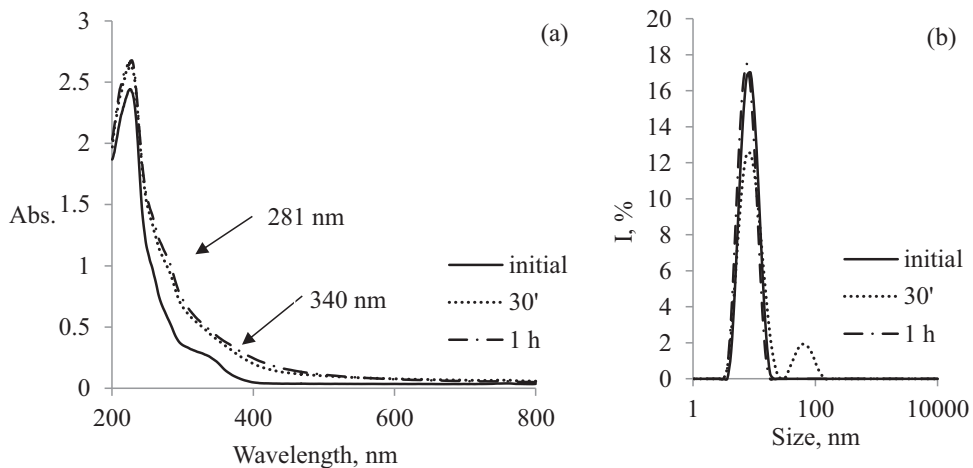 (a)
3
2.5
2
Abs. 1.5
1
0.5
0
200 400 600 800
Wavelength, nm
281 nm
340 nm
initial
30'
1 h
(b)
20
18
16
14
12
10
8
6
4
2
0
I, %
1 100 10000
Size, nm
initial
30'
1 h